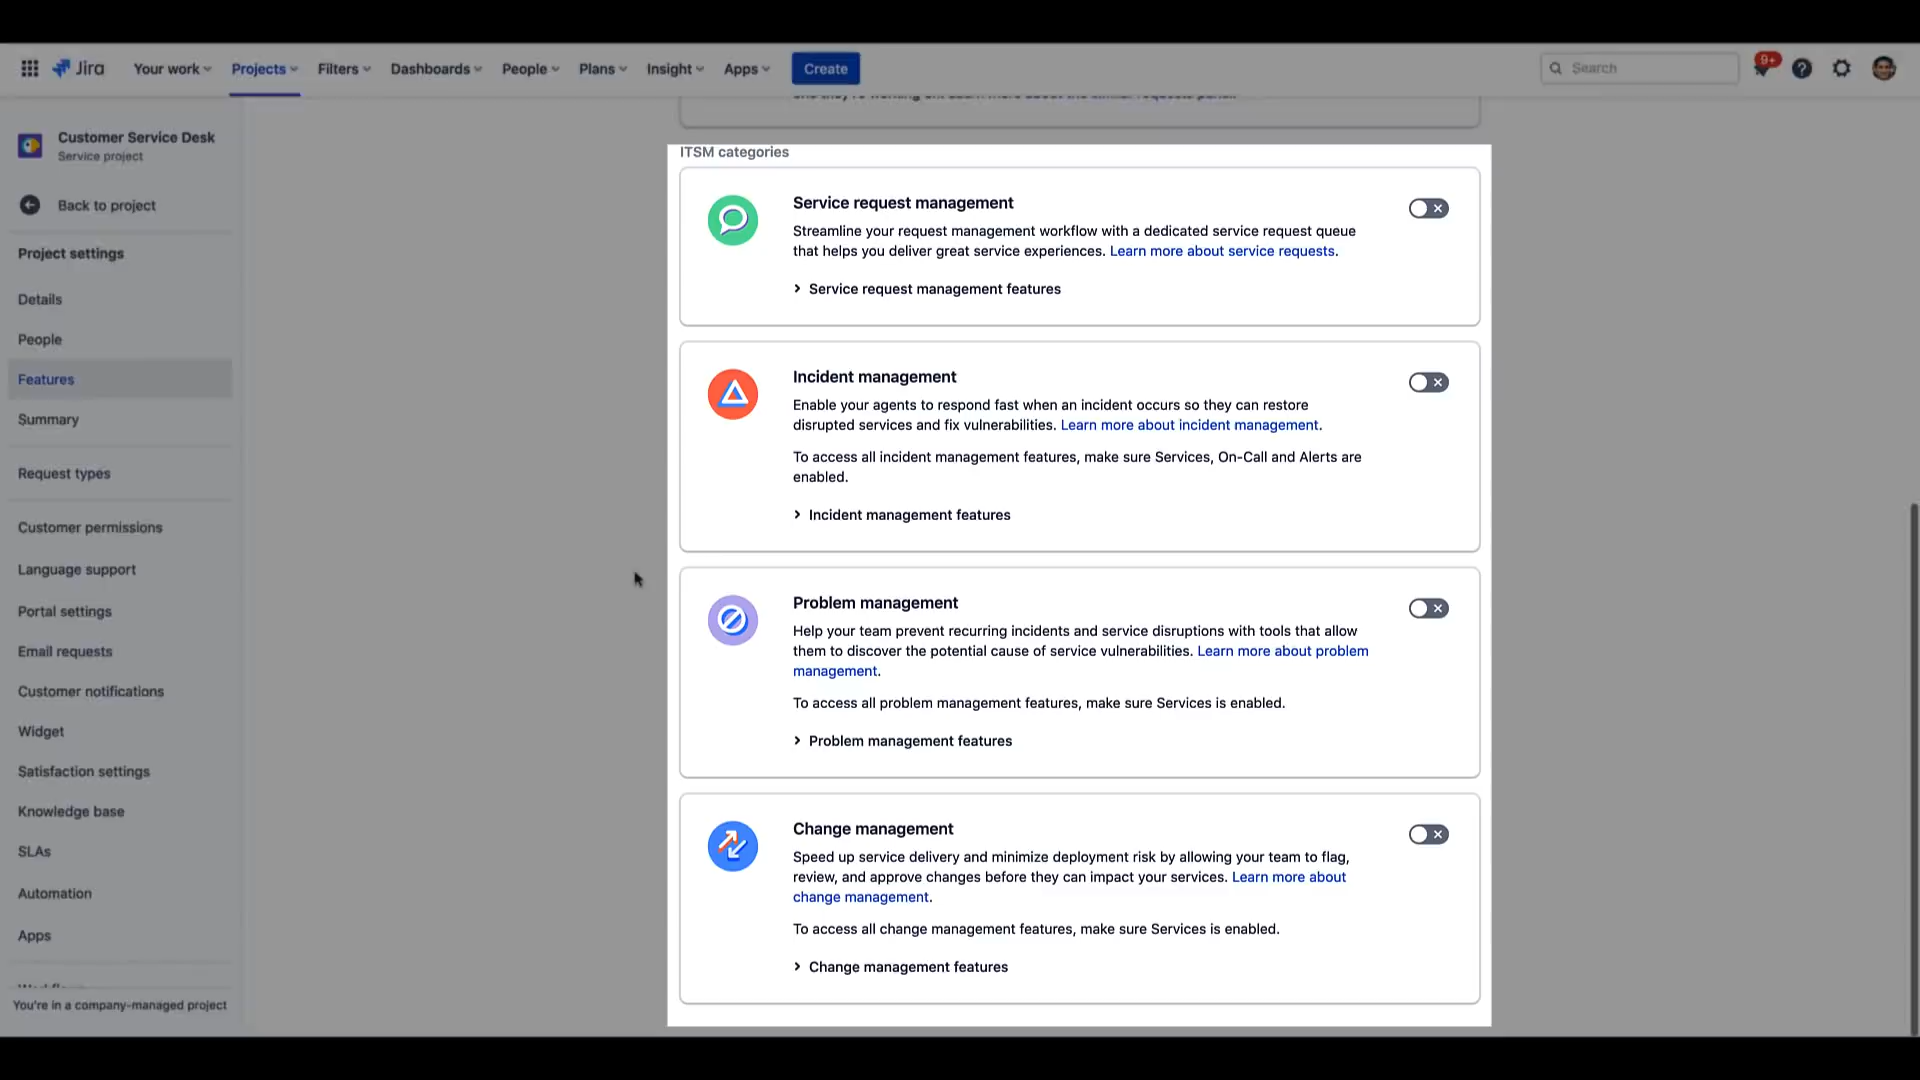 Jira
Your work
Projects
Filters
Dashboards
People
Plans
Insight
Apps
Create
Search
9+
Customer Service Desk
Service project
Back to project
Project settings
Details
People
Features
Summary
Request types
Customer permissions
Language support
Portal settings
Email requests
Customer notifications
Widget
Satisfaction settings
Knowledge base
SLAs
Automation
Apps
You're in a company-managed project
ITSM categories
Service request management
Streamline your request management workflow with a dedicated service request queue
that helps you deliver great service experiences. Learn more about service requests.
Service request management features
Incident management
Enable your agents to respond fast when an incident occurs so they can restore
disrupted services and fix vulnerabilities. Learn more about incident management.
To access all incident management features, make sure Services, On-Call and Alerts are
enabled.
Incident management features
Problem management
Help your team prevent recurring incidents and service disruptions with tools that allow
them to discover the potential cause of service vulnerabilities. Learn more about problem
management.
To access all problem management features, make sure Services is enabled.
Problem management features
Change management
Speed up service delivery and minimize deployment risk by allowing your team to flag,
review, and approve changes before they can impact your services. Learn more about
change management.
To access all change management features, make sure Services is enabled.
Change management features